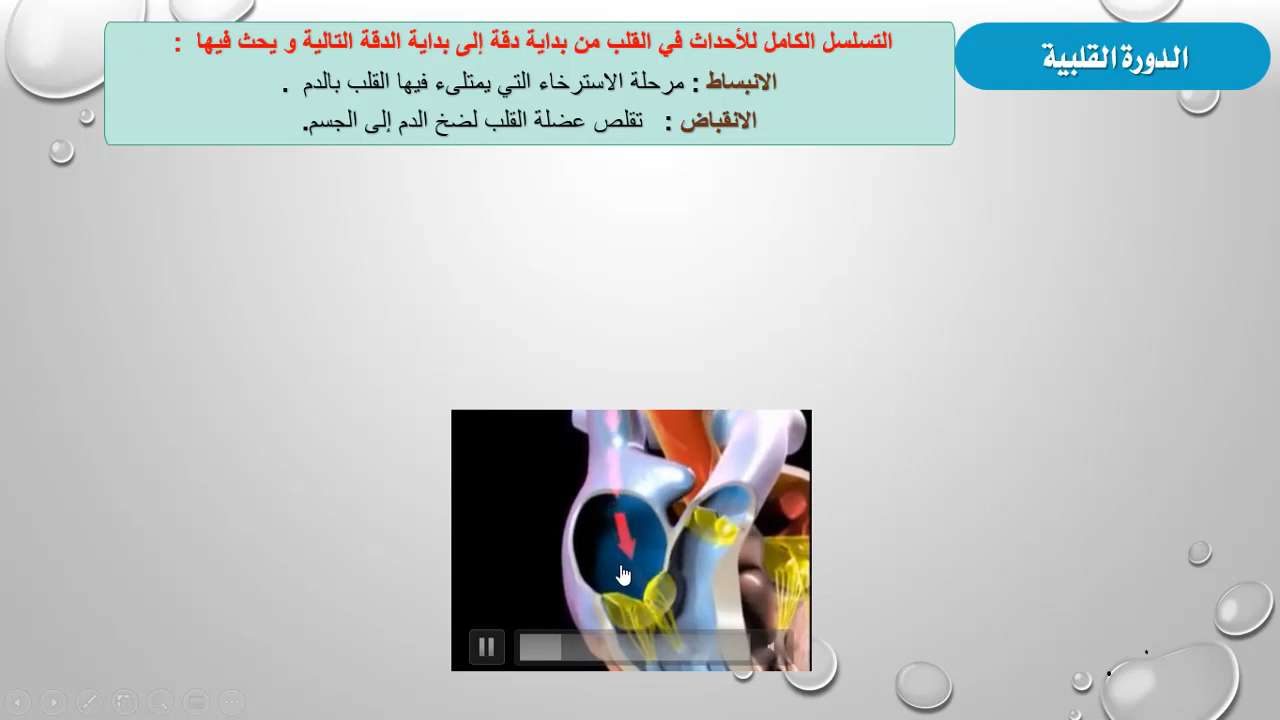 الدورة القلبية
التسلسل الكامل للأحداث في القلب من بداية دقة إلى بداية الدقة التالية و يحث فيها :
الانبساط : مرحلة الاسترخاء التي يمتلىء فيها القلب بالدم .
الانقباض : تقلص عضلة القلب لضخ الدم إلى الجسم.